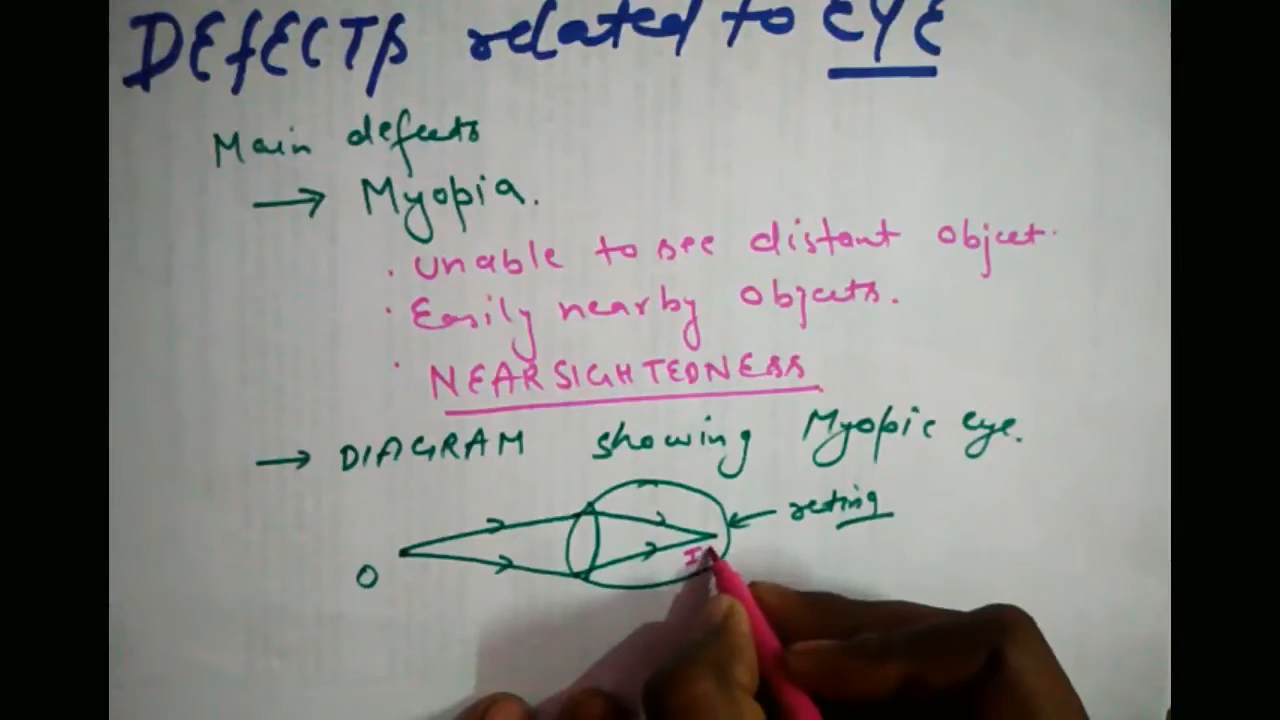 DEFECTS related to EYE
Main defects
→ Myopia.
· Unable to see distant object.
· Easily nearby objects.
· NEARSIGHTEDNESS
→ DIAGRAM showing Myopic eye.
retina
O
I